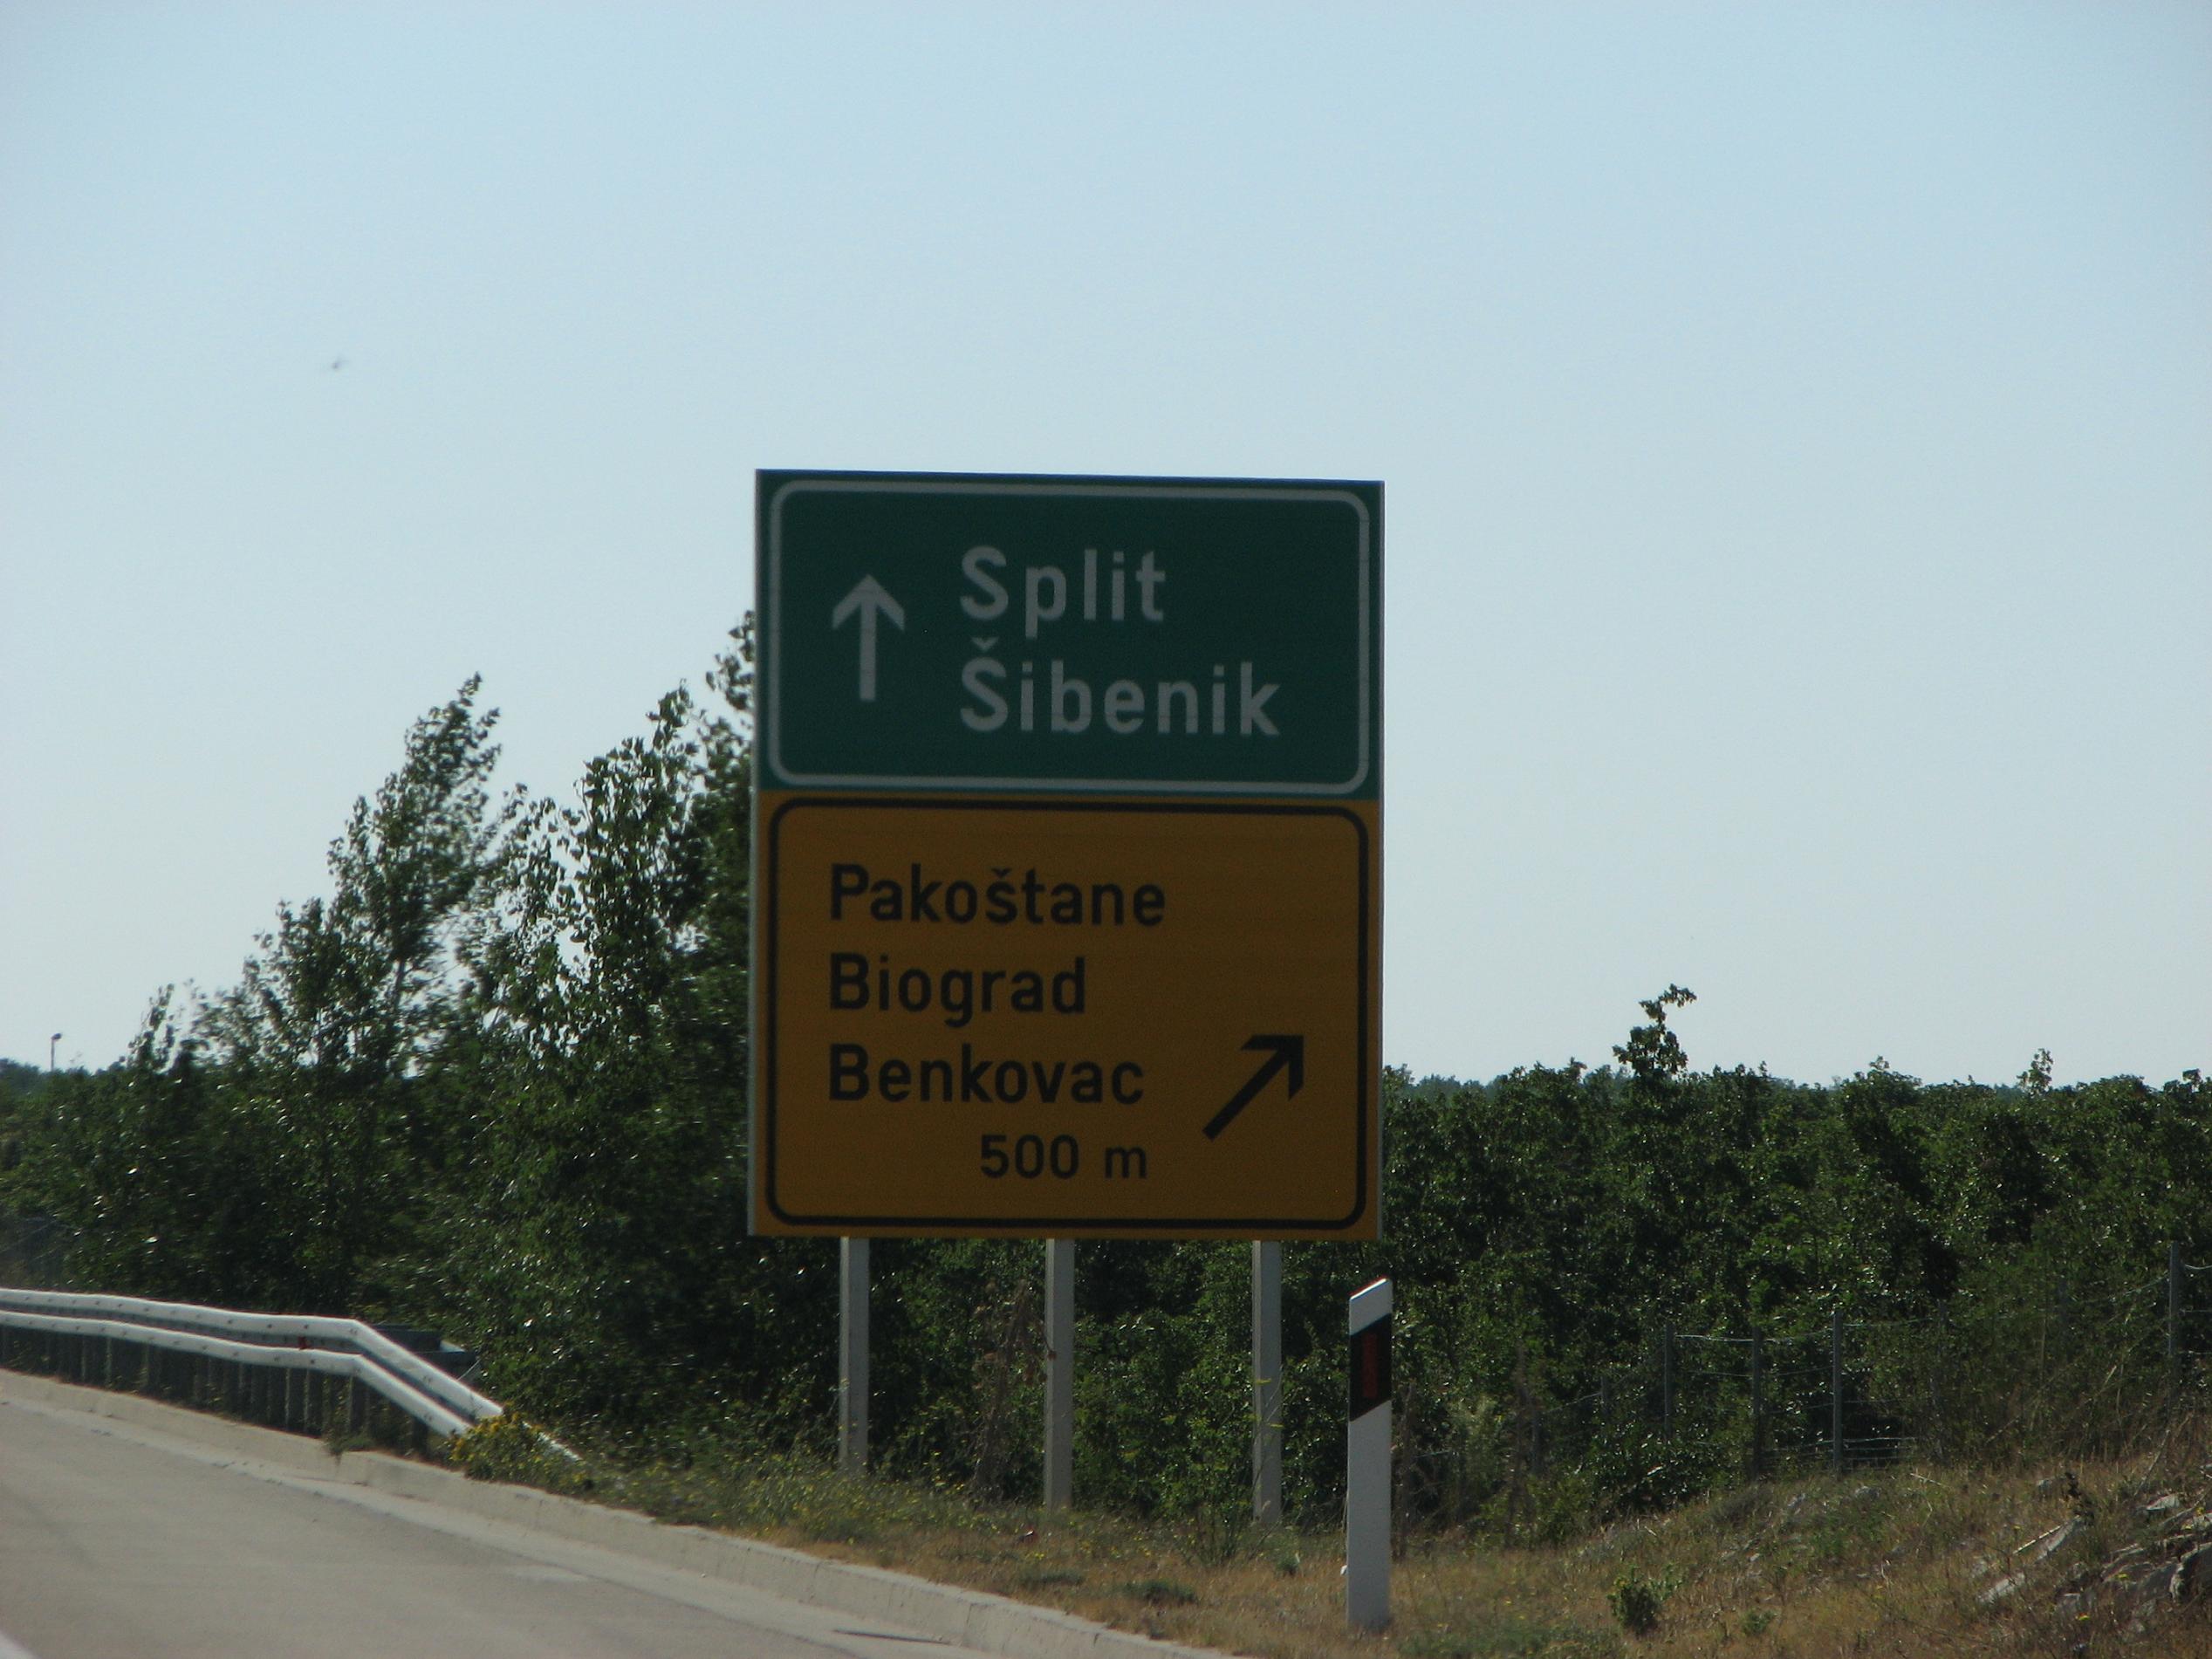 Split
Šibenik
Pakoštane
Biograd
Benkovac
500 m